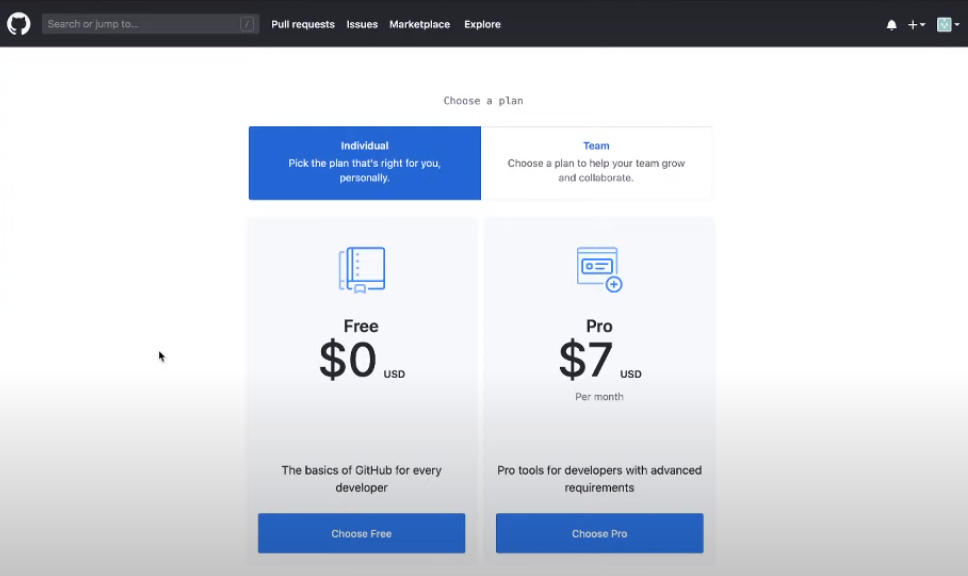 Search or jump to...
/
Pull requests
Issues
Marketplace
Explore
Choose a plan
Individual
Pick the plan that's right for you,
personally.
Team
Choose a plan to help your team grow
and collaborate.
Free
$0 USD
The basics of GitHub for every
developer
Choose Free
Pro
$7 USD
Per month
Pro tools for developers with advanced
requirements
Choose Pro